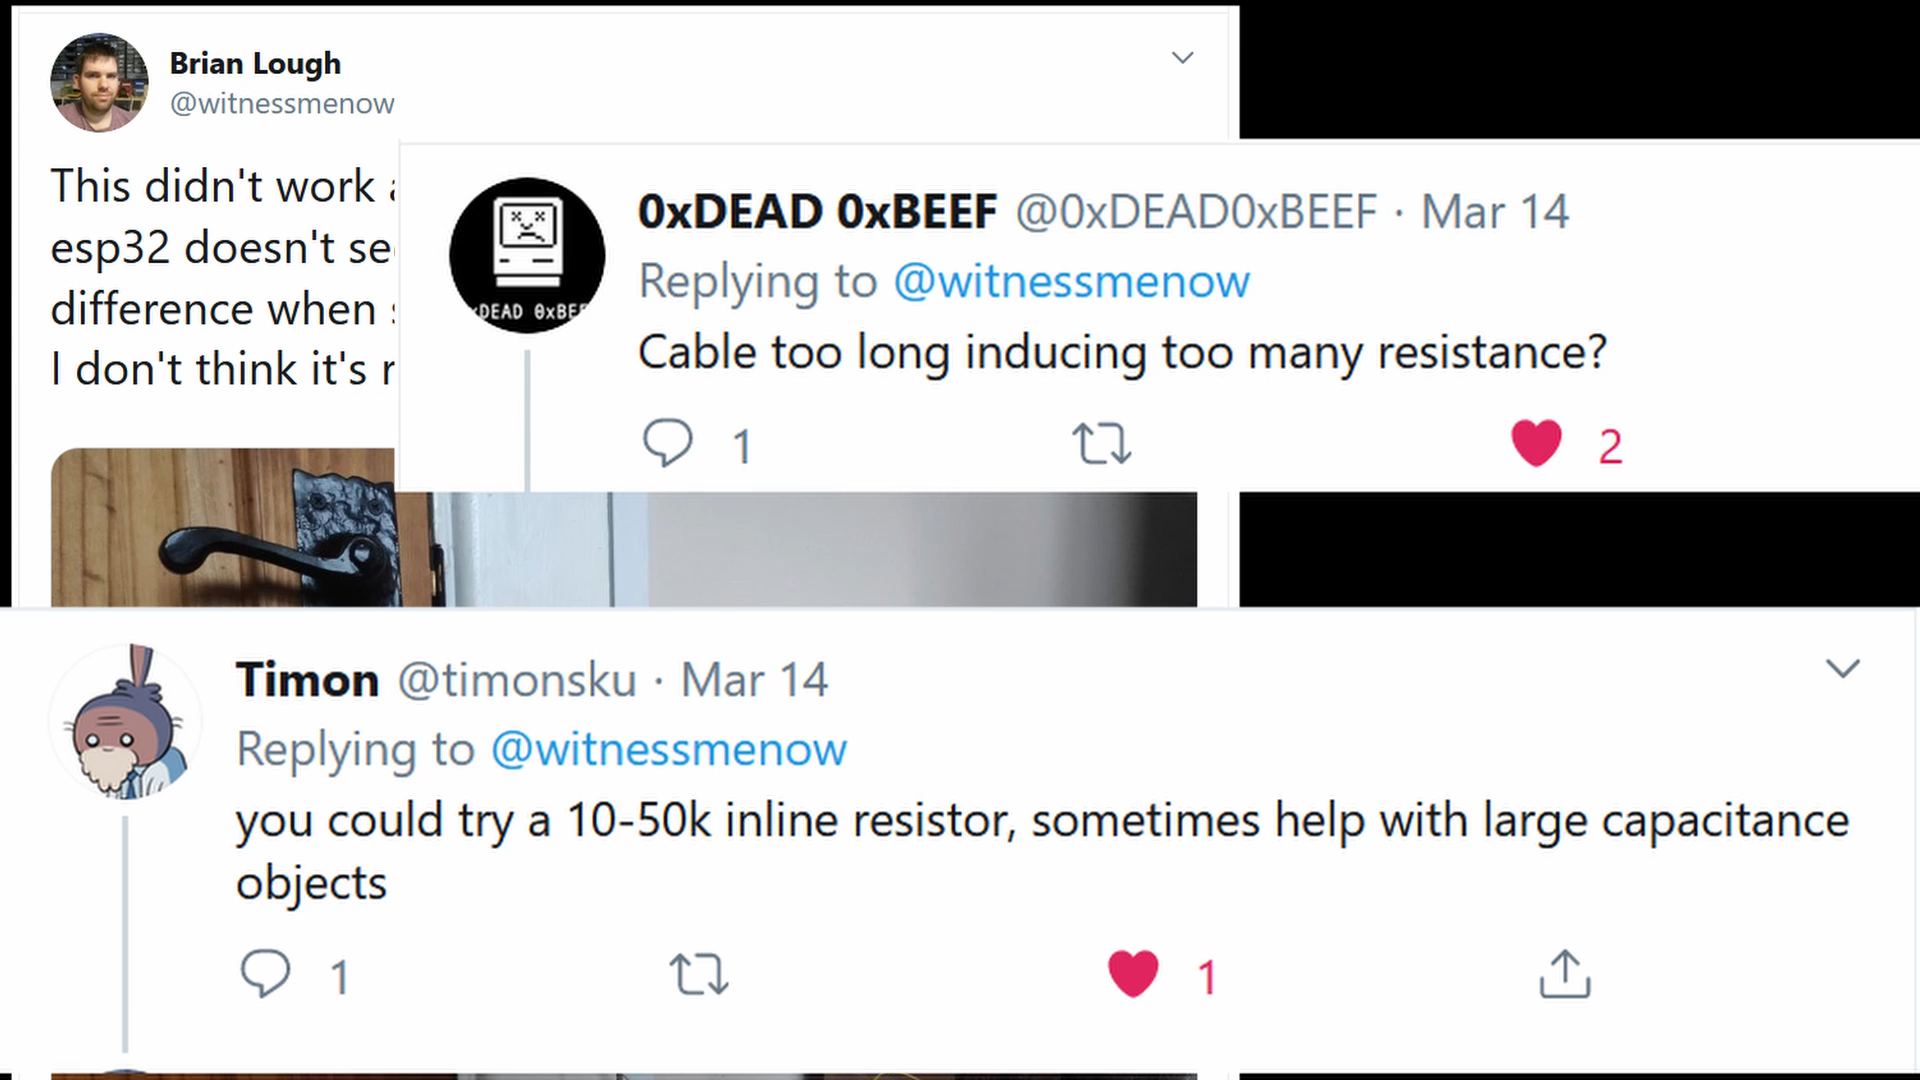 Brian Lough
@witnessmenow
This didn't work
esp32 doesn't
difference when
I don't think it's
0xDEAD 0xBEEF @0xDEAD0xBEEF · Mar 14
Replying to @witnessmenow
Cable too long inducing too many resistance?
1 2
DEAD 0xBEF
Timon @timonsku · Mar 14
Replying to @witnessmenow
you could try a 10-50k inline resistor, sometimes help with large capacitance
objects
1 1